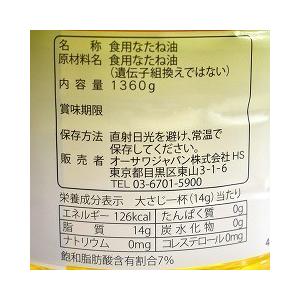 名 称 食用なたね油
原材料名 食用なたね油
(遺伝子組換えではない)
内 容 量 1360g
賞味期限
保存方法 直射日光を避け、常温で
保存してください。
販 売 者 オーサワジャパン株式会社 HS
東京都目黒区東山3-1-6
TEL 03-6701-5900
栄養成分表示 大さじ一杯(14g)当たり
エネルギー 126kcal たんぱく質 0g
脂質 14g 炭水化物 0g
ナトリウム 0mg コレステロール 0mg
飽和脂肪酸含有割合7%
4